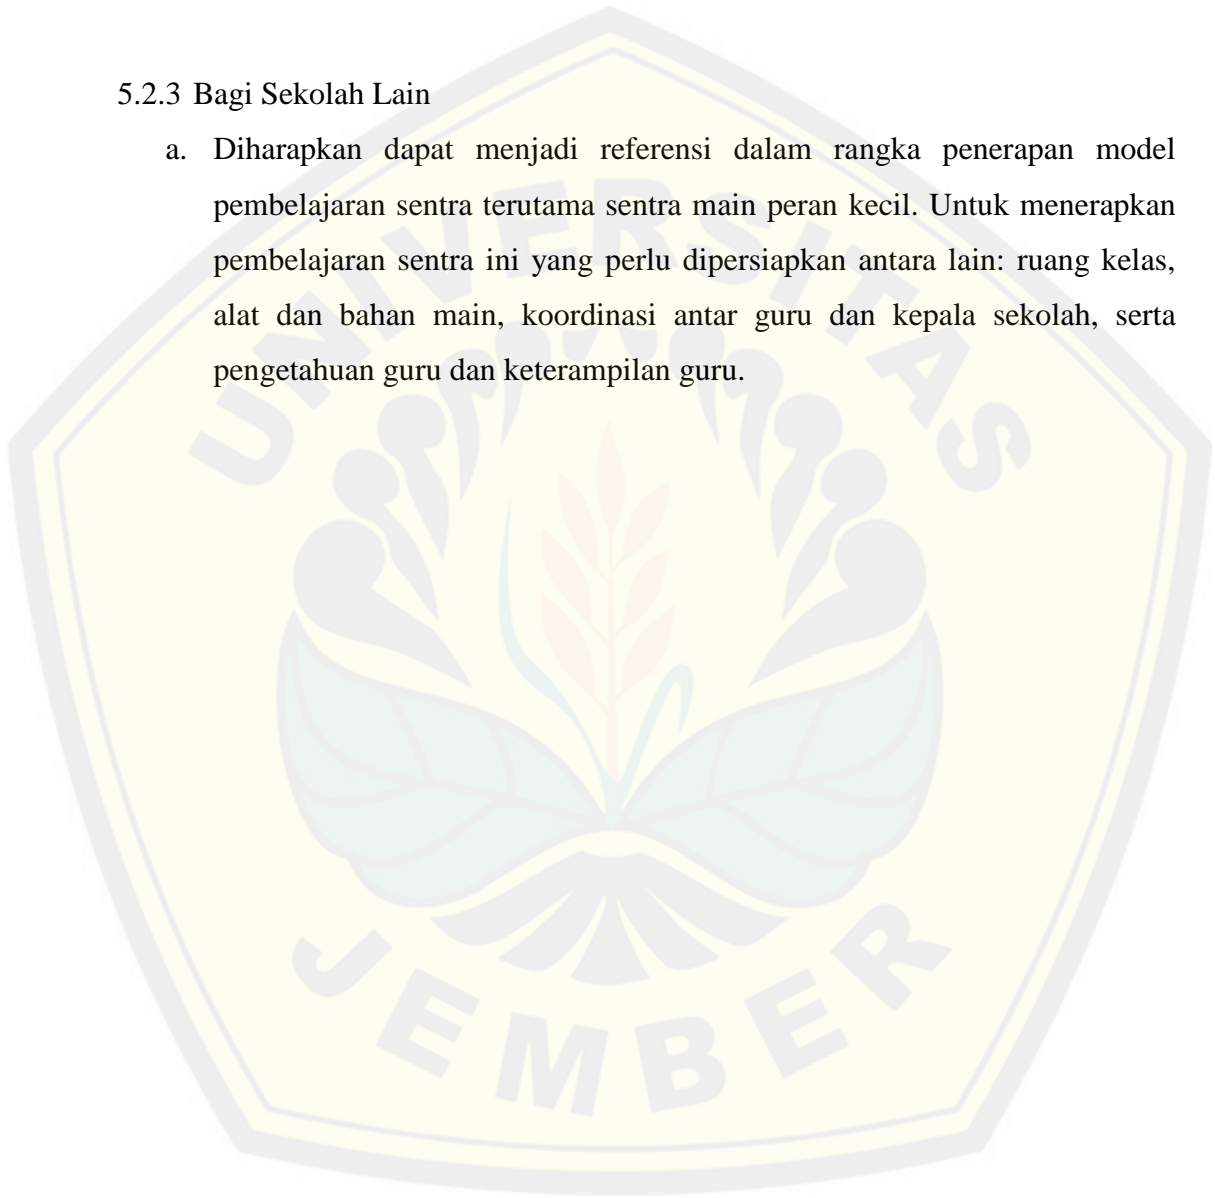 5.2.3 Bagi Sekolah Lain
a. Diharapkan dapat menjadi referensi dalam rangka penerapan model
pembelajaran sentra terutama sentra main peran kecil. Untuk menerapkan
pembelajaran sentra ini yang perlu dipersiapkan antara lain: ruang kelas,
alat dan bahan main, koordinasi antar guru dan kepala sekolah, serta
pengetahuan guru dan keterampilan guru.
UNIVERSITAS
JEMBER